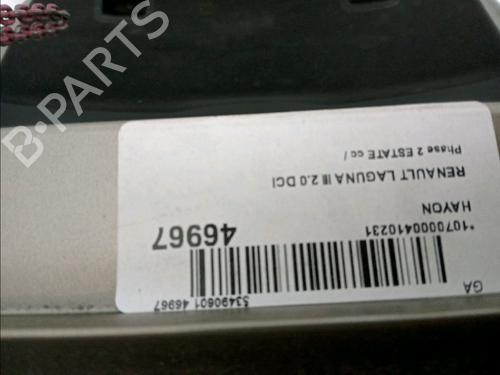 GA
53490601 46967
*1070000410231
HAYON
46967
RENAULT LAGUNA III 2.0 DCI
Phase 2 ESTATE cc /
B-PARTS